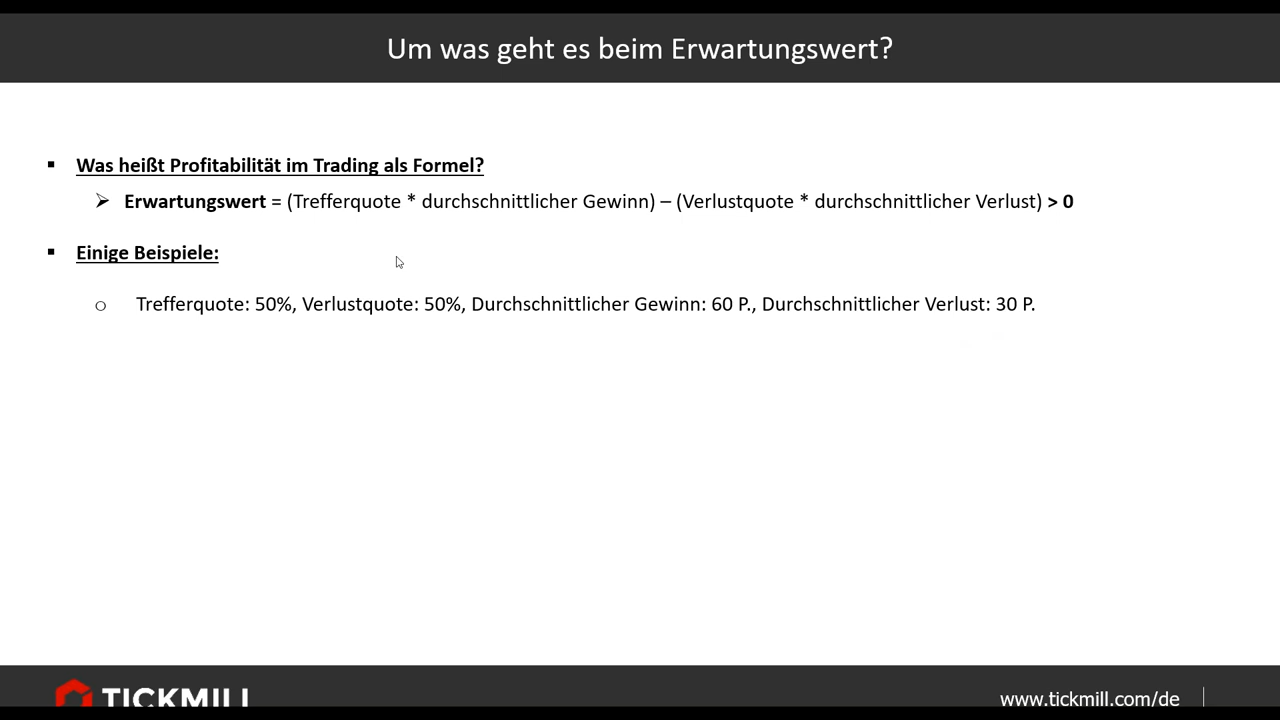 Um was geht es beim Erwartungswert?
▪ Was heißt Profitabilität im Trading als Formel?
➢ Erwartungswert = (Trefferquote * durchschnittlicher Gewinn) – (Verlustquote * durchschnittlicher Verlust) > 0
▪ Einige Beispiele:
o Trefferquote: 50%, Verlustquote: 50%, Durchschnittlicher Gewinn: 60 P., Durchschnittlicher Verlust: 30 P.
TICKMILL
www.tickmill.com/de